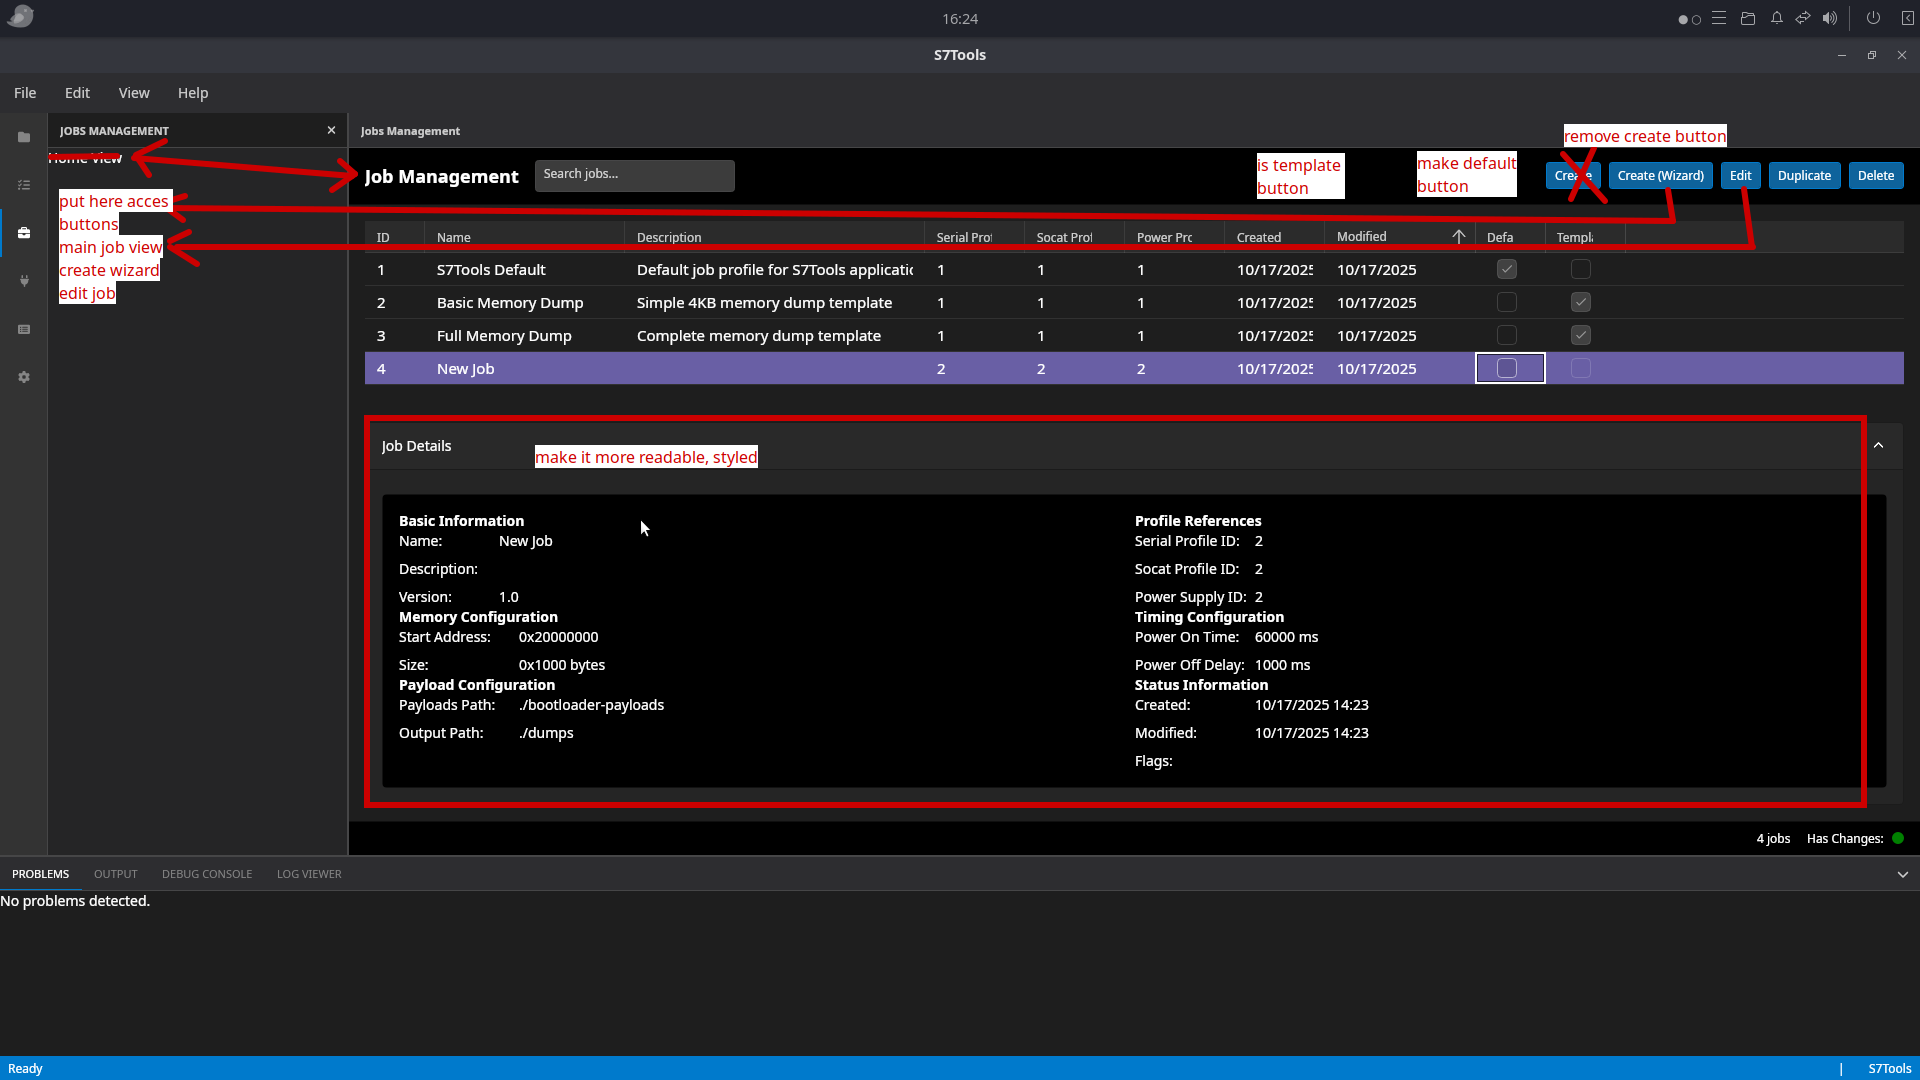 16:24
S7Tools
File Edit View Help
JOBS MANAGEMENT
Jobs Management
Home View
Job Management
Search jobs...
is template
button
make default
button
remove create button
Create
Create (Wizard)
Edit
Duplicate
Delete
put here acces
buttons
main job view
create wizard
edit job
ID Name Description Serial Prof Socat Prof Power Prc Created Modified Defa Templa
1 S7Tools Default Default job profile for S7Tools applicatic 1 1 1 10/17/2025 10/17/2025
2 Basic Memory Dump Simple 4KB memory dump template 1 1 1 10/17/2025 10/17/2025
3 Full Memory Dump Complete memory dump template 1 1 1 10/17/2025 10/17/2025
4 New Job 2 2 2 10/17/2025 10/17/2025
Job Details
make it more readable, styled
Basic Information
Name: New Job
Description:
Version: 1.0
Memory Configuration
Start Address: 0x20000000
Size: 0x1000 bytes
Payload Configuration
Payloads Path: ./bootloader-payloads
Output Path: ./dumps
Profile References
Serial Profile ID: 2
Socat Profile ID: 2
Power Supply ID: 2
Timing Configuration
Power On Time: 60000 ms
Power Off Delay: 1000 ms
Status Information
Created: 10/17/2025 14:23
Modified: 10/17/2025 14:23
Flags:
4 jobs Has Changes:
PROBLEMS OUTPUT DEBUG CONSOLE LOG VIEWER
No problems detected.
Ready
| S7Tools